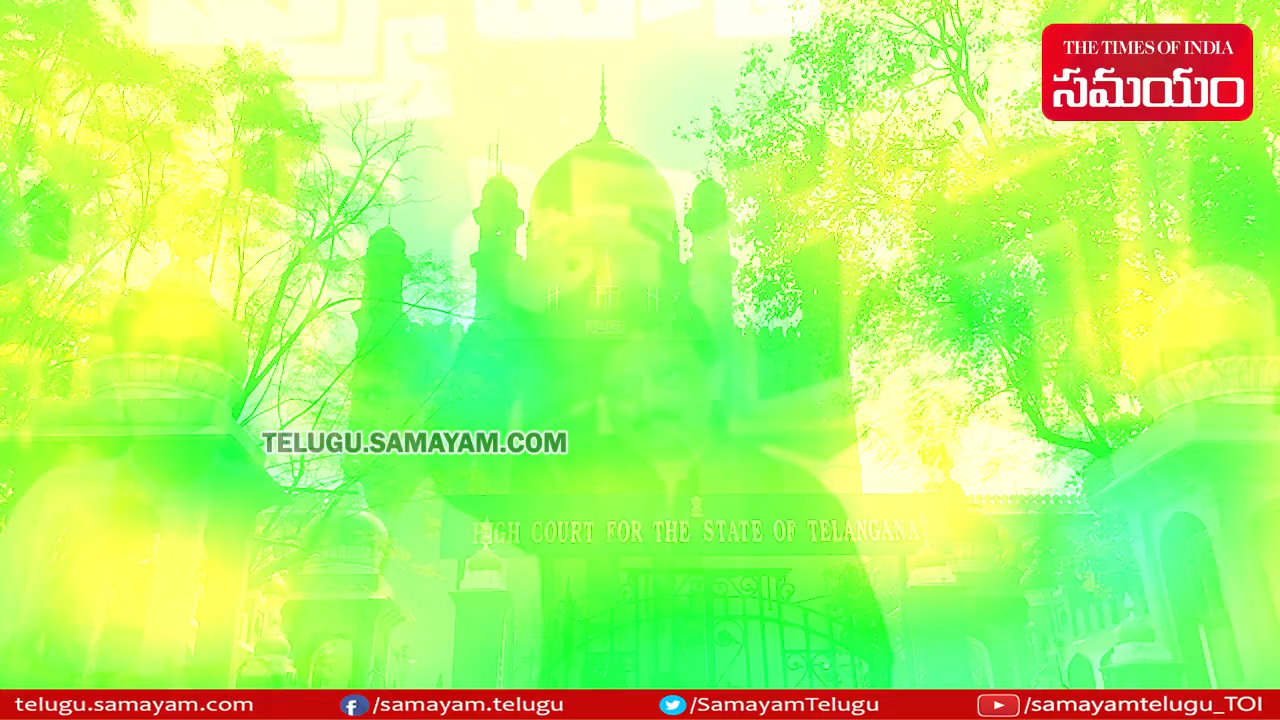 THE TIMES OF INDIA
సమయం
TELUGU.SAMAYAM.COM
HIGH COURT FOR THE STATE OF TELANGANA
telugu.samayam.com
/samayam.telugu
/SamayamTelugu
/samayamtelugu_TOI